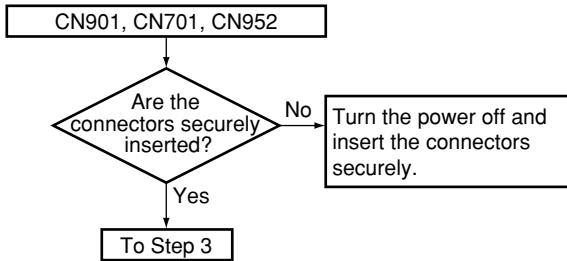 CN901, CN701, CN952
Are the
connectors securely
inserted?
No
Turn the power off and
insert the connectors
securely.
Yes
To Step 3